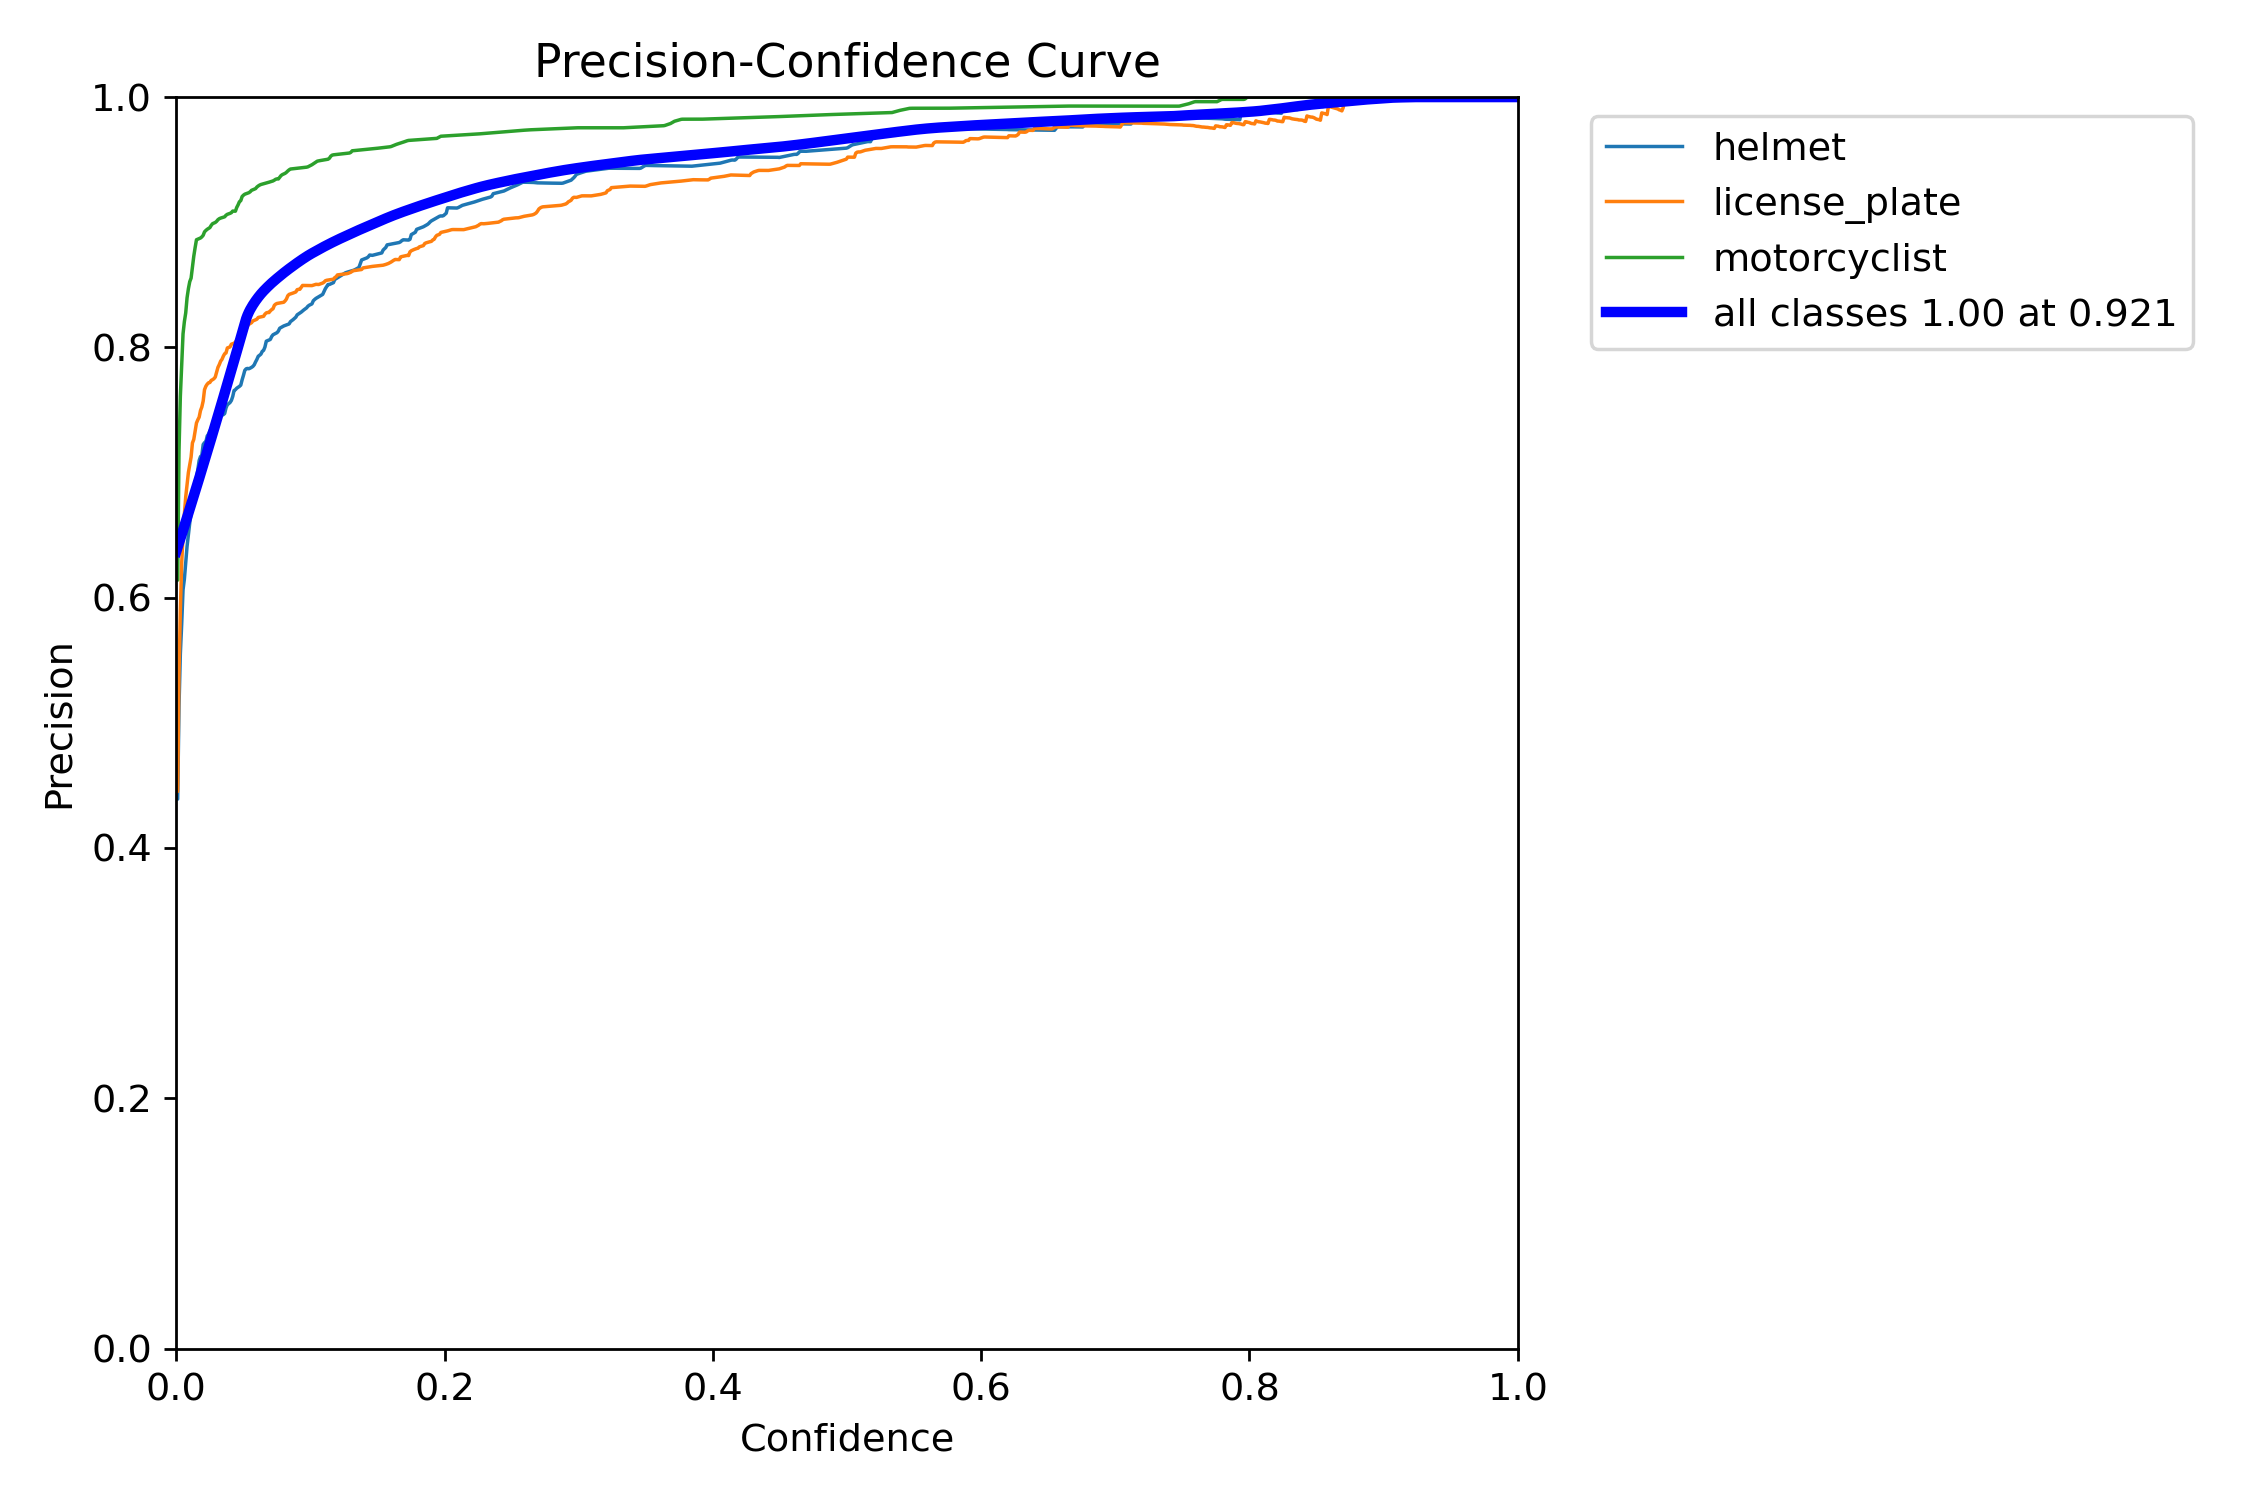 Precision-Confidence Curve
1.0
0.8
0.6
0.4
0.2
0.0
Precision
0.0 0.2 0.4 0.6 0.8 1.0
Confidence
helmet
license_plate
motorcyclist
all classes 1.00 at 0.921